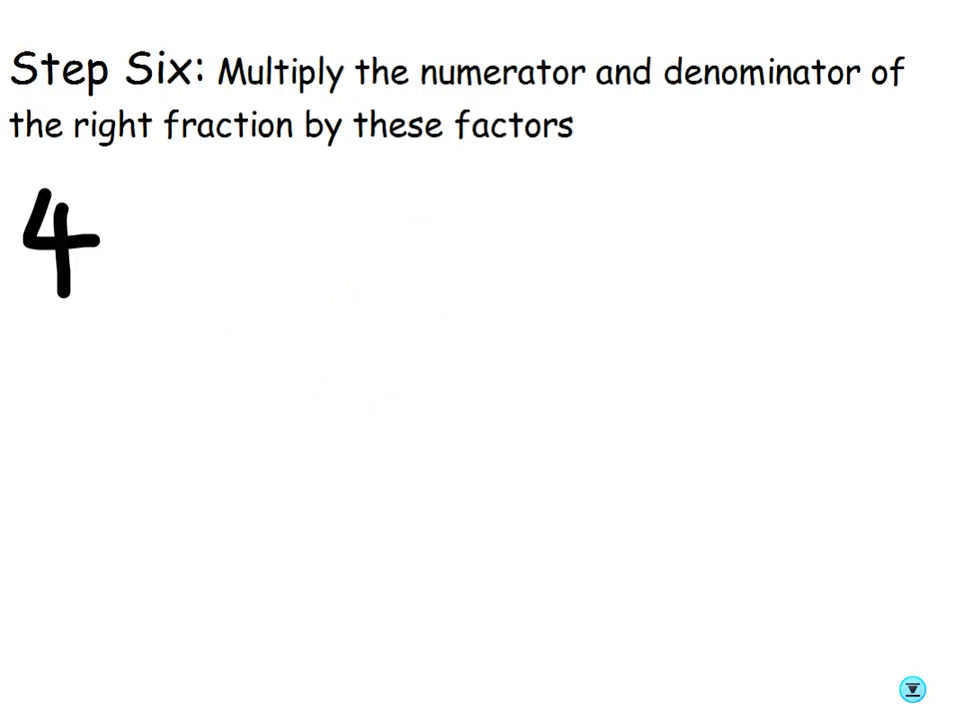 Step Six: Multiply the numerator and denominator of
the right fraction by these factors
4